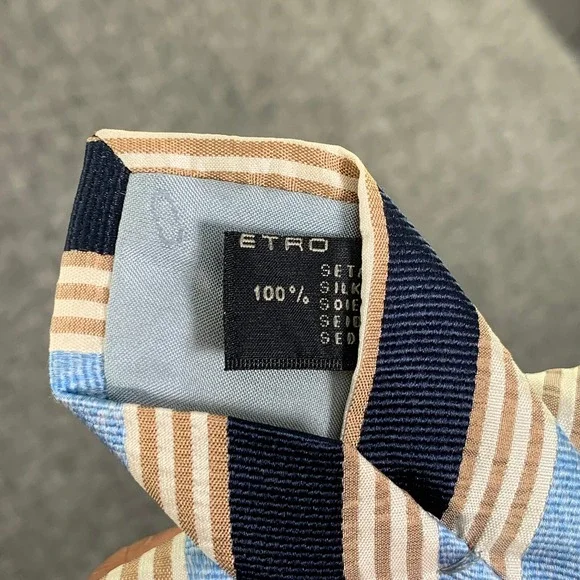 ETRO
SETA
100% SILK
SOIE
SEID
SED